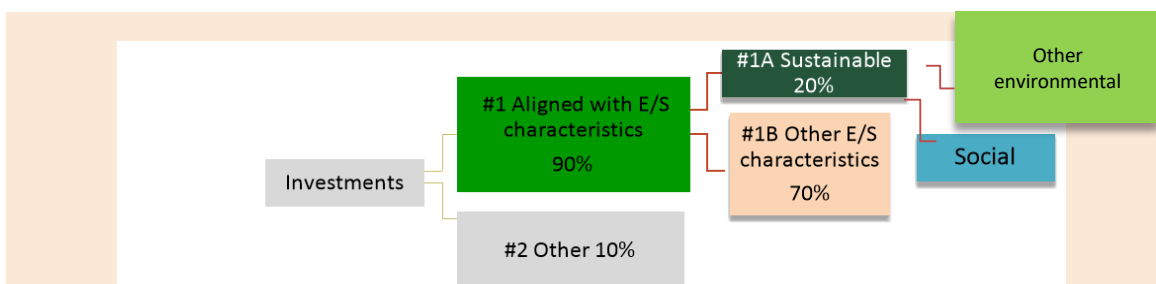 Investments
#1 Aligned with E/S
characteristics
90%
#2 Other 10%
#1A Sustainable
20%
#1B Other E/S
characteristics
70%
Other
environmental
Social